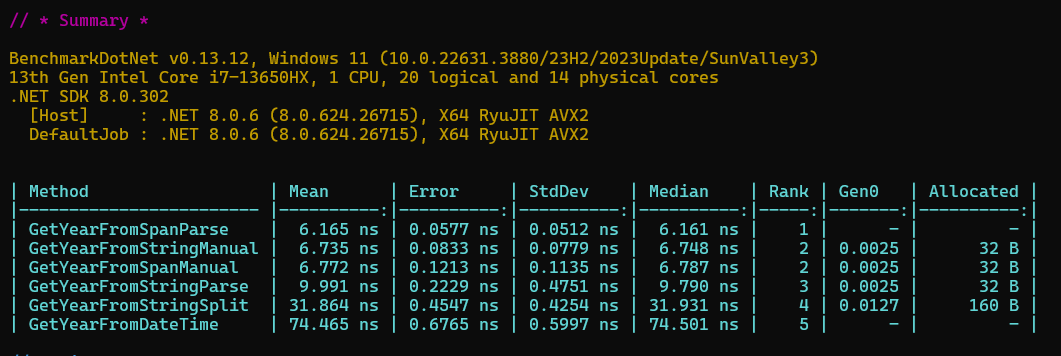 // * Summary *
BenchmarkDotNet v0.13.12, Windows 11 (10.0.22631.3880/23H2/2023Update/SunValley3)
13th Gen Intel Core i7-13650HX, 1 CPU, 20 logical and 14 physical cores
.NET SDK 8.0.302
  [Host]     : .NET 8.0.6 (8.0.624.26715), X64 RyuJIT AVX2
  DefaultJob : .NET 8.0.6 (8.0.624.26715), X64 RyuJIT AVX2
| Method                  | Mean      | Error     | StdDev    | Median    | Rank | Gen0   | Allocated |
|------------------------ |----------:|----------:|----------:|----------:|-----:|-------:|----------:|
| GetYearFromSpanParse    |  6.165 ns | 0.0577 ns | 0.0512 ns |  6.161 ns |    1 |      - |         - |
| GetYearFromStringManual |  6.735 ns | 0.0833 ns | 0.0779 ns |  6.748 ns |    2 | 0.0025 |      32 B |
| GetYearFromSpanManual   |  6.772 ns | 0.1213 ns | 0.1135 ns |  6.787 ns |    2 | 0.0025 |      32 B |
| GetYearFromStringParse  |  9.991 ns | 0.2229 ns | 0.4751 ns |  9.790 ns |    3 | 0.0025 |      32 B |
| GetYearFromStringSplit  | 31.864 ns | 0.4547 ns | 0.4254 ns | 31.931 ns |    4 | 0.0127 |     160 B |
| GetYearFromDateTime     | 74.465 ns | 0.6765 ns | 0.5997 ns | 74.501 ns |    5 |      - |         - |